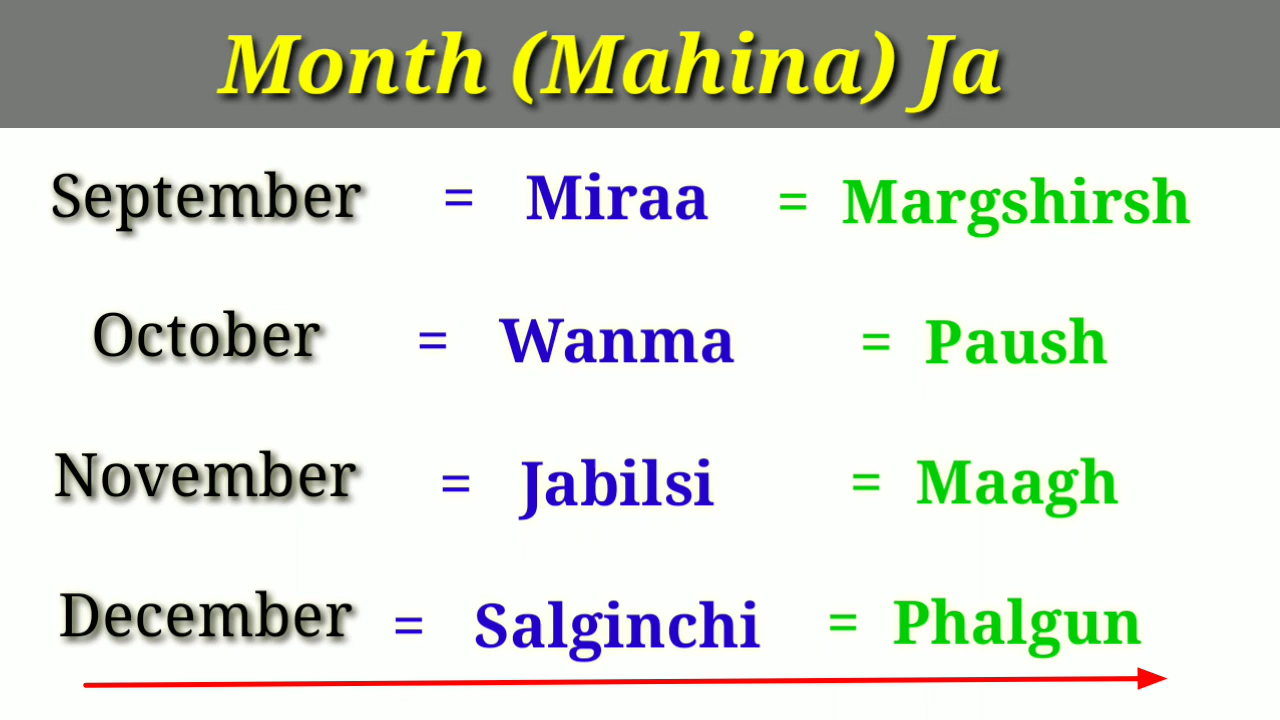 Month (Mahina) Ja
September = Miraa = Margshirsh
October = Wanma = Paush
November = Jabilsi = Maagh
December = Salginchi = Phalgun